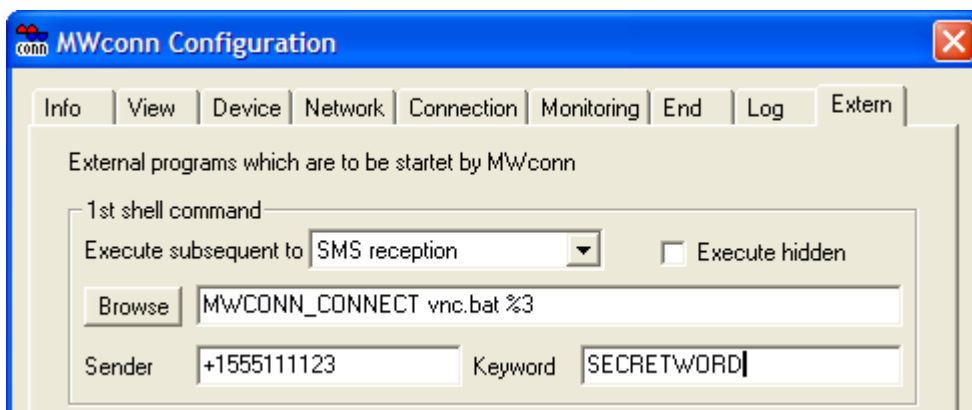 conn MWconn Configuration
Info View Device Network Connection Monitoring End Log Extern
External programs which are to be startet by MWconn
1st shell command
Execute subsequent to SMS reception Execute hidden
Browse MWCONN_CONNECT vnc.bat %3
Sender +1555111123 Keyword SECRETWORD